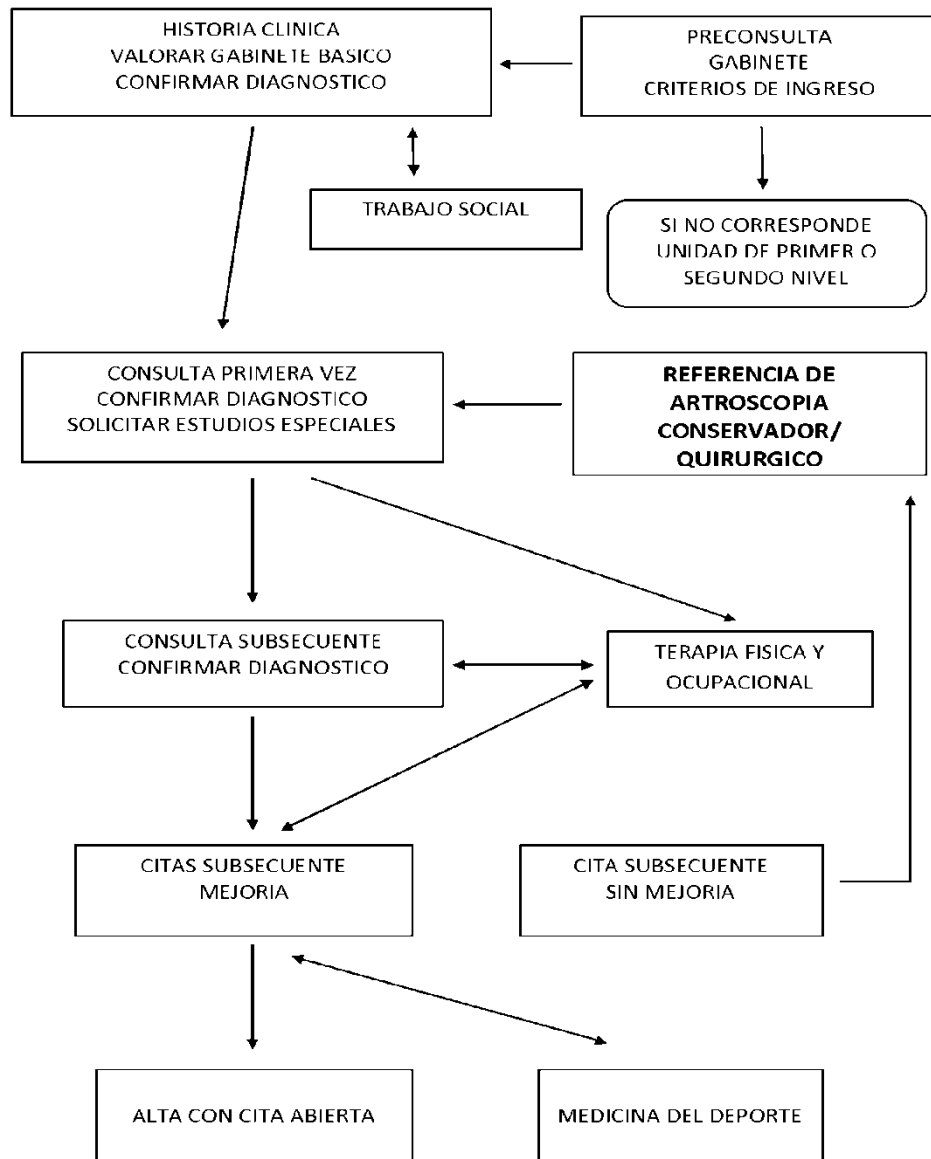 HISTORIA CLINICA
VALORAR GABINETE BASICO
CONFIRMAR DIAGNOSTICO
PRECONSULTA
GABINETE
CRITERIOS DE INGRESO
TRABAJO SOCIAL
SI NO CORRESPONDE
UNIDAD DE PRIMER O
SEGUNDO NIVEL
CONSULTA PRIMERA VEZ
CONFIRMAR DIAGNOSTICO
SOLICITAR ESTUDIOS ESPECIALES
REFERENCIA DE
ARTROSCOPIA
CONSERVADOR/
QUIRURGICO
CONSULTA SUBSECUENTE
CONFIRMAR DIAGNOSTICO
TERAPIA FISICA Y
OCUPACIONAL
CITAS SUBSECUENTE
MEJORIA
CITA SUBSECUENTE
SIN MEJORIA
ALTA CON CITA ABIERTA
MEDICINA DEL DEPORTE